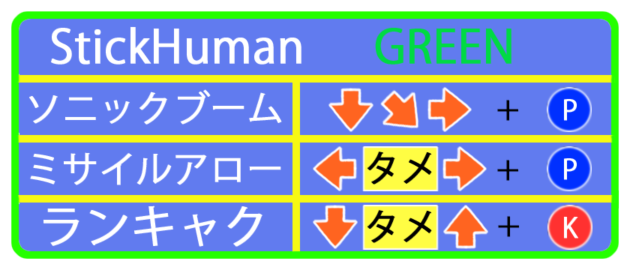 StickHuman GREEN
ソニックブーム + P
ミサイルアロー タメ + P
ランキャク タメ + K